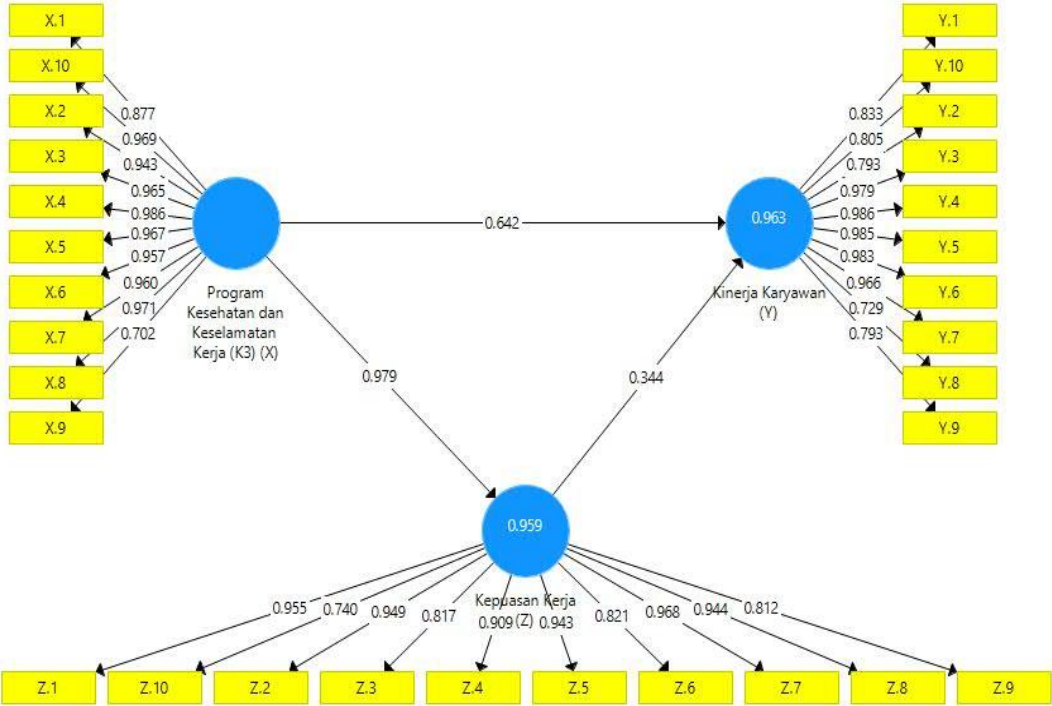 X.1
X.10
X.2
X.3
X.4
X.5
X.6
X.7
X.8
X.9
0.877
0.969
0.943
0.965
0.986
0.967
0.957
0.960
0.971
0.702
Program
Kesehatan dan
Keselamatan
Kerja (K3) (X)
0.642
0.979
0.344
0.963
Kinerja Karyawan
(Y)
0.833
0.805
0.793
0.979
0.986
0.985
0.983
0.966
0.729
0.793
Y.1
Y.10
Y.2
Y.3
Y.4
Y.5
Y.6
Y.7
Y.8
Y.9
0.959
Kepuasan Kerja
(Z)
0.955
0.740
0.949
0.817
0.909
0.943
0.821
0.968
0.944
0.812
Z.1
Z.10
Z.2
Z.3
Z.4
Z.5
Z.6
Z.7
Z.8
Z.9